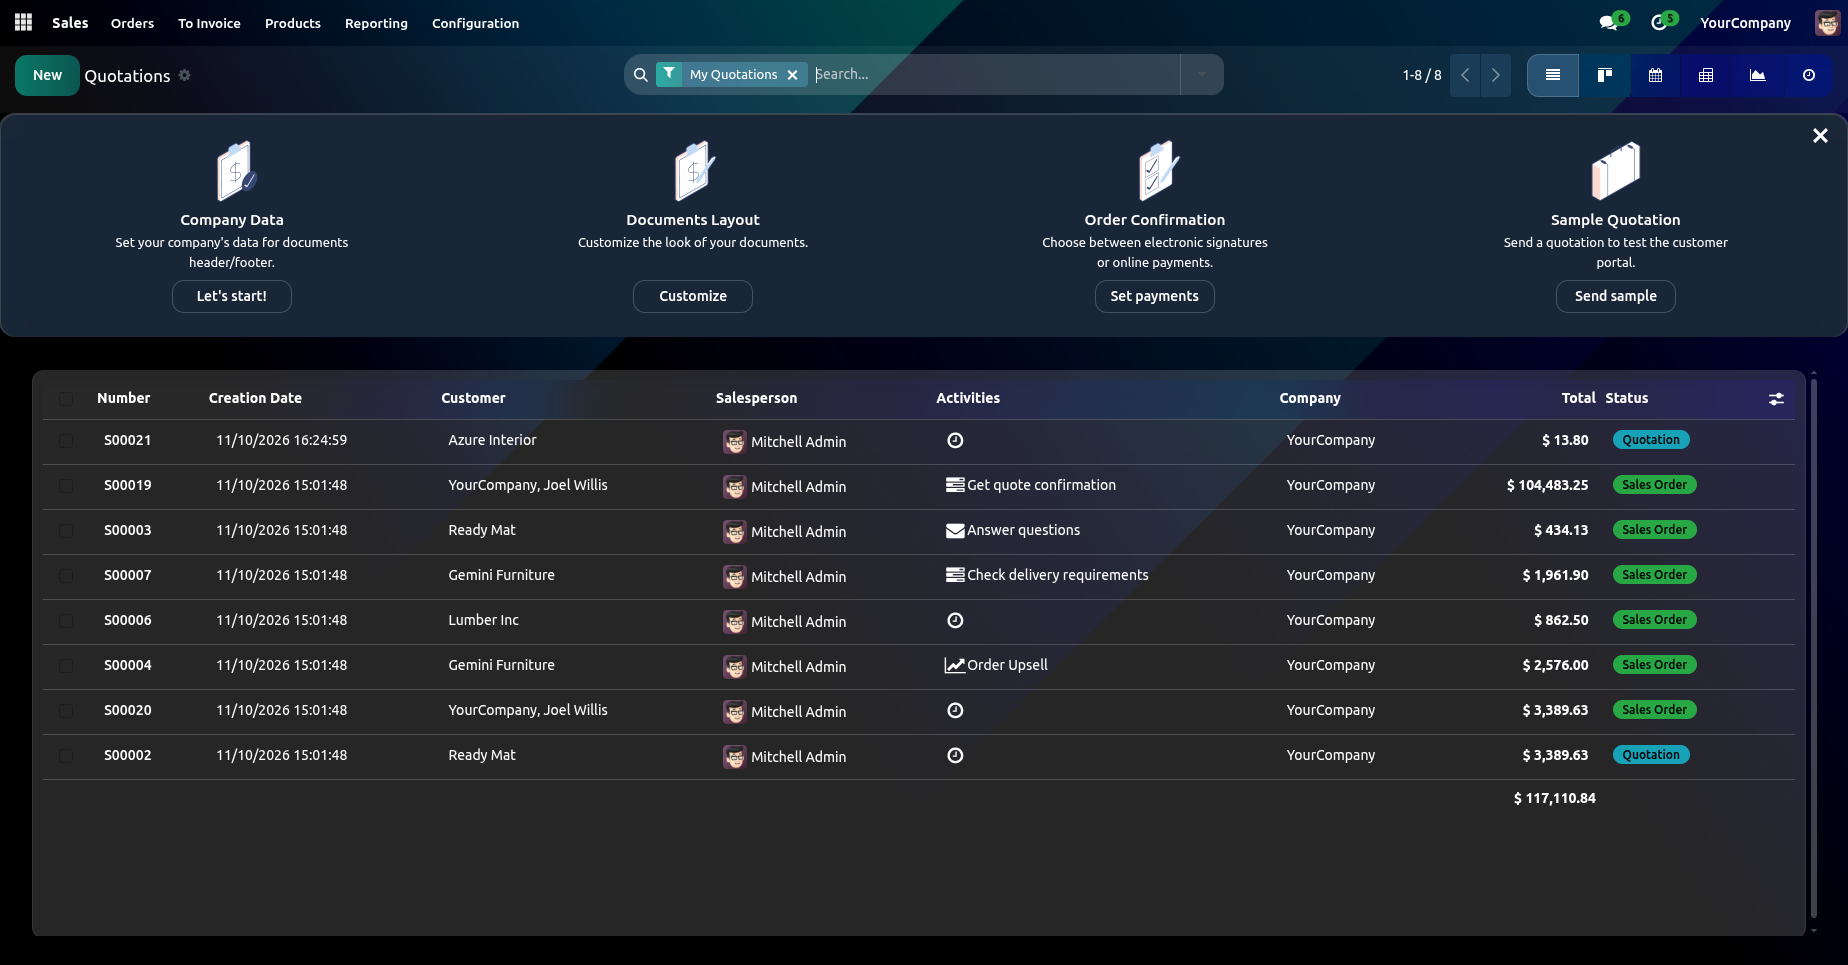 Sales Orders To Invoice Products Reporting Configuration 6 5 YourCompany
New Quotations My Quotations Search... 1-8 / 8
Company Data
Set your company's data for documents
header/footer.
Let's start!
Documents Layout
Customize the look of your documents.
Customize
Order Confirmation
Choose between electronic signatures
or online payments.
Set payments
Sample Quotation
Send a quotation to test the customer
portal.
Send sample
Number Creation Date Customer Salesperson Activities Company Total Status
S00021 11/10/2026 16:24:59 Azure Interior Mitchell Admin YourCompany $ 13.80 Quotation
S00019 11/10/2026 15:01:48 YourCompany, Joel Willis Mitchell Admin Get quote confirmation YourCompany $ 104,483.25 Sales Order
S00003 11/10/2026 15:01:48 Ready Mat Mitchell Admin Answer questions YourCompany $ 434.13 Sales Order
S00007 11/10/2026 15:01:48 Gemini Furniture Mitchell Admin Check delivery requirements YourCompany $ 1,961.90 Sales Order
S00006 11/10/2026 15:01:48 Lumber Inc Mitchell Admin YourCompany $ 862.50 Sales Order
S00004 11/10/2026 15:01:48 Gemini Furniture Mitchell Admin Order Upsell YourCompany $ 2,576.00 Sales Order
S00020 11/10/2026 15:01:48 YourCompany, Joel Willis Mitchell Admin YourCompany $ 3,389.63 Sales Order
S00002 11/10/2026 15:01:48 Ready Mat Mitchell Admin YourCompany $ 3,389.63 Quotation
$ 117,110.84